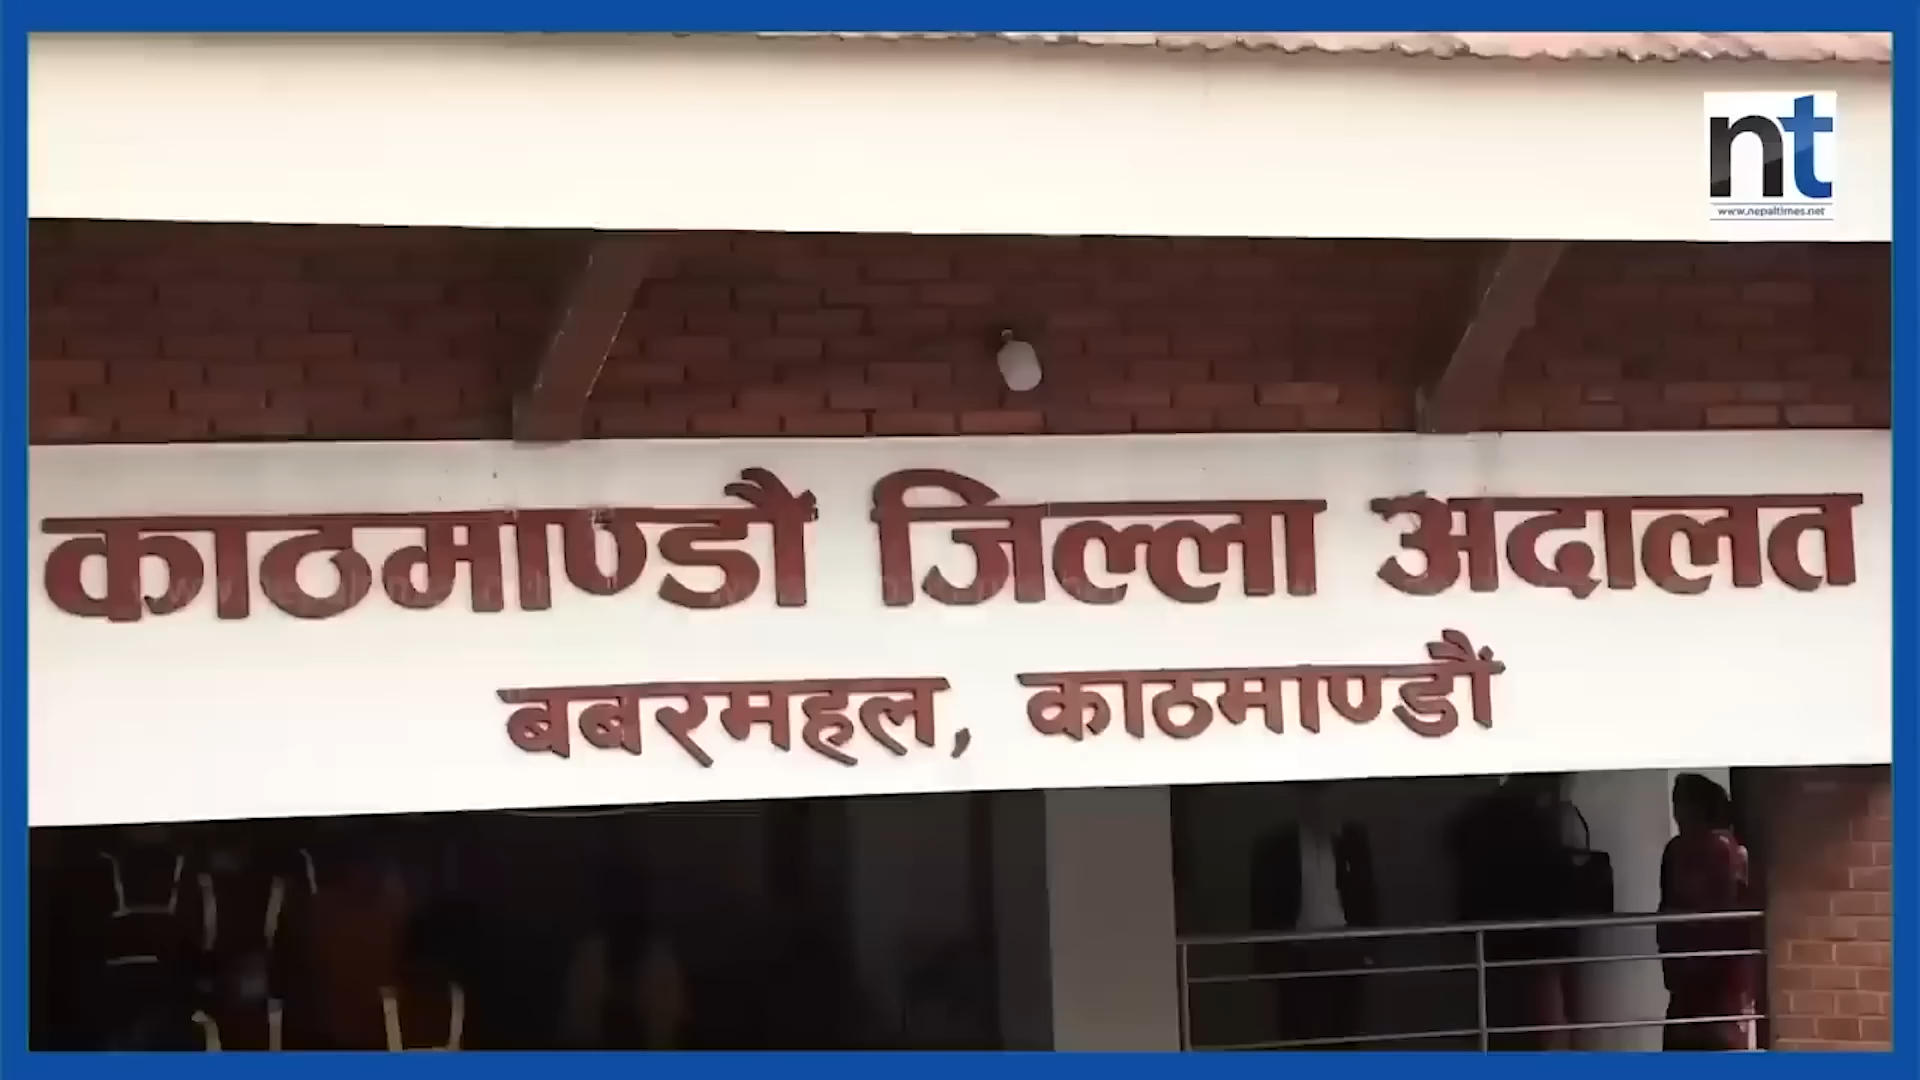 nt
www.nepaltimes.net
काठमाण्डौं जिल्ला अदालत
बबरमहल, काठमाण्डौं